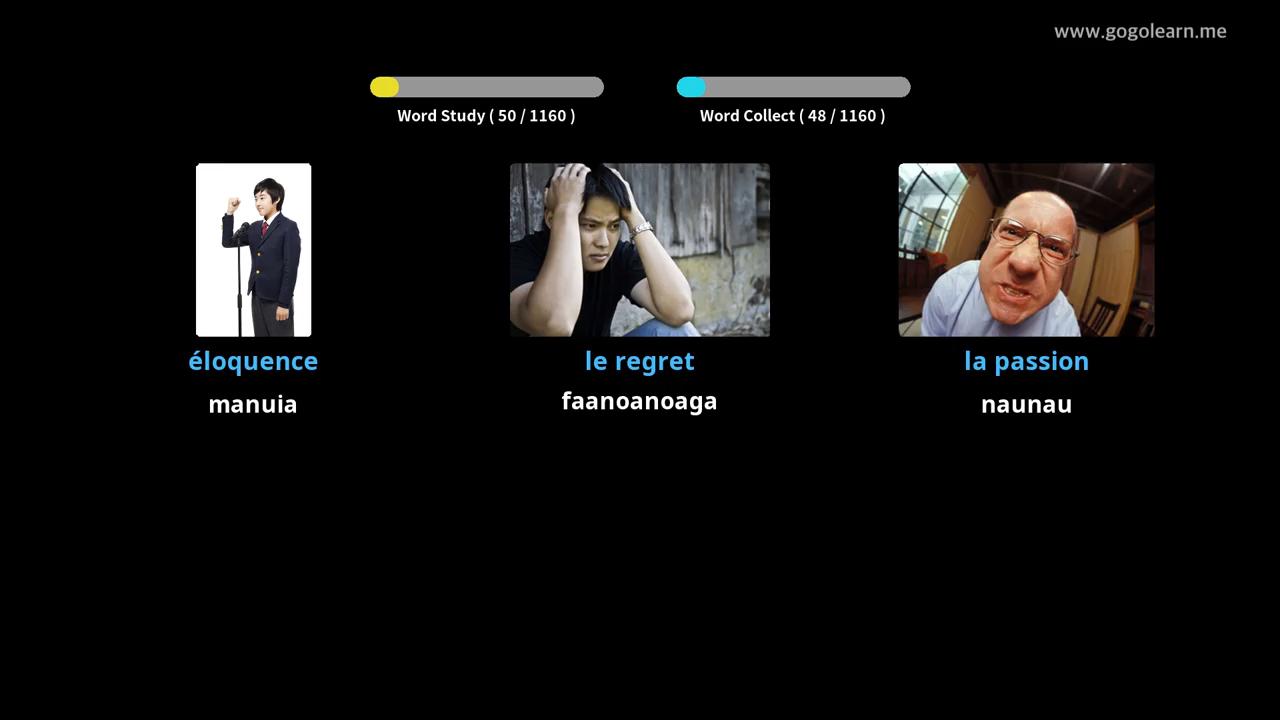 www.gogolearn.me
Word Study ( 50 / 1160 )
Word Collect ( 48 / 1160 )
éloquence
le regret
la passion
manuia
faanoanoaga
naunau